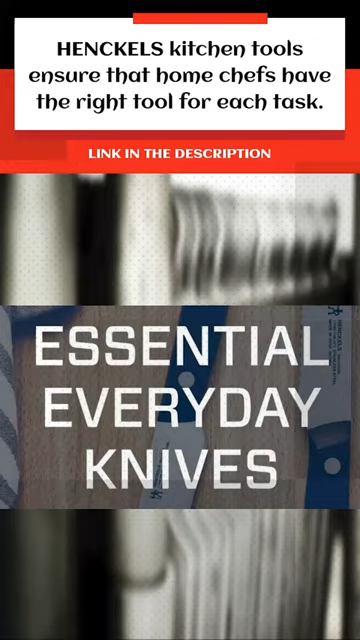 HENCKELS kitchen tools
ensure that home chefs have
the right tool for each task.
LINK IN THE DESCRIPTION
ESSENTIAL
EVERYDAY
KNIVES
HENCKELS